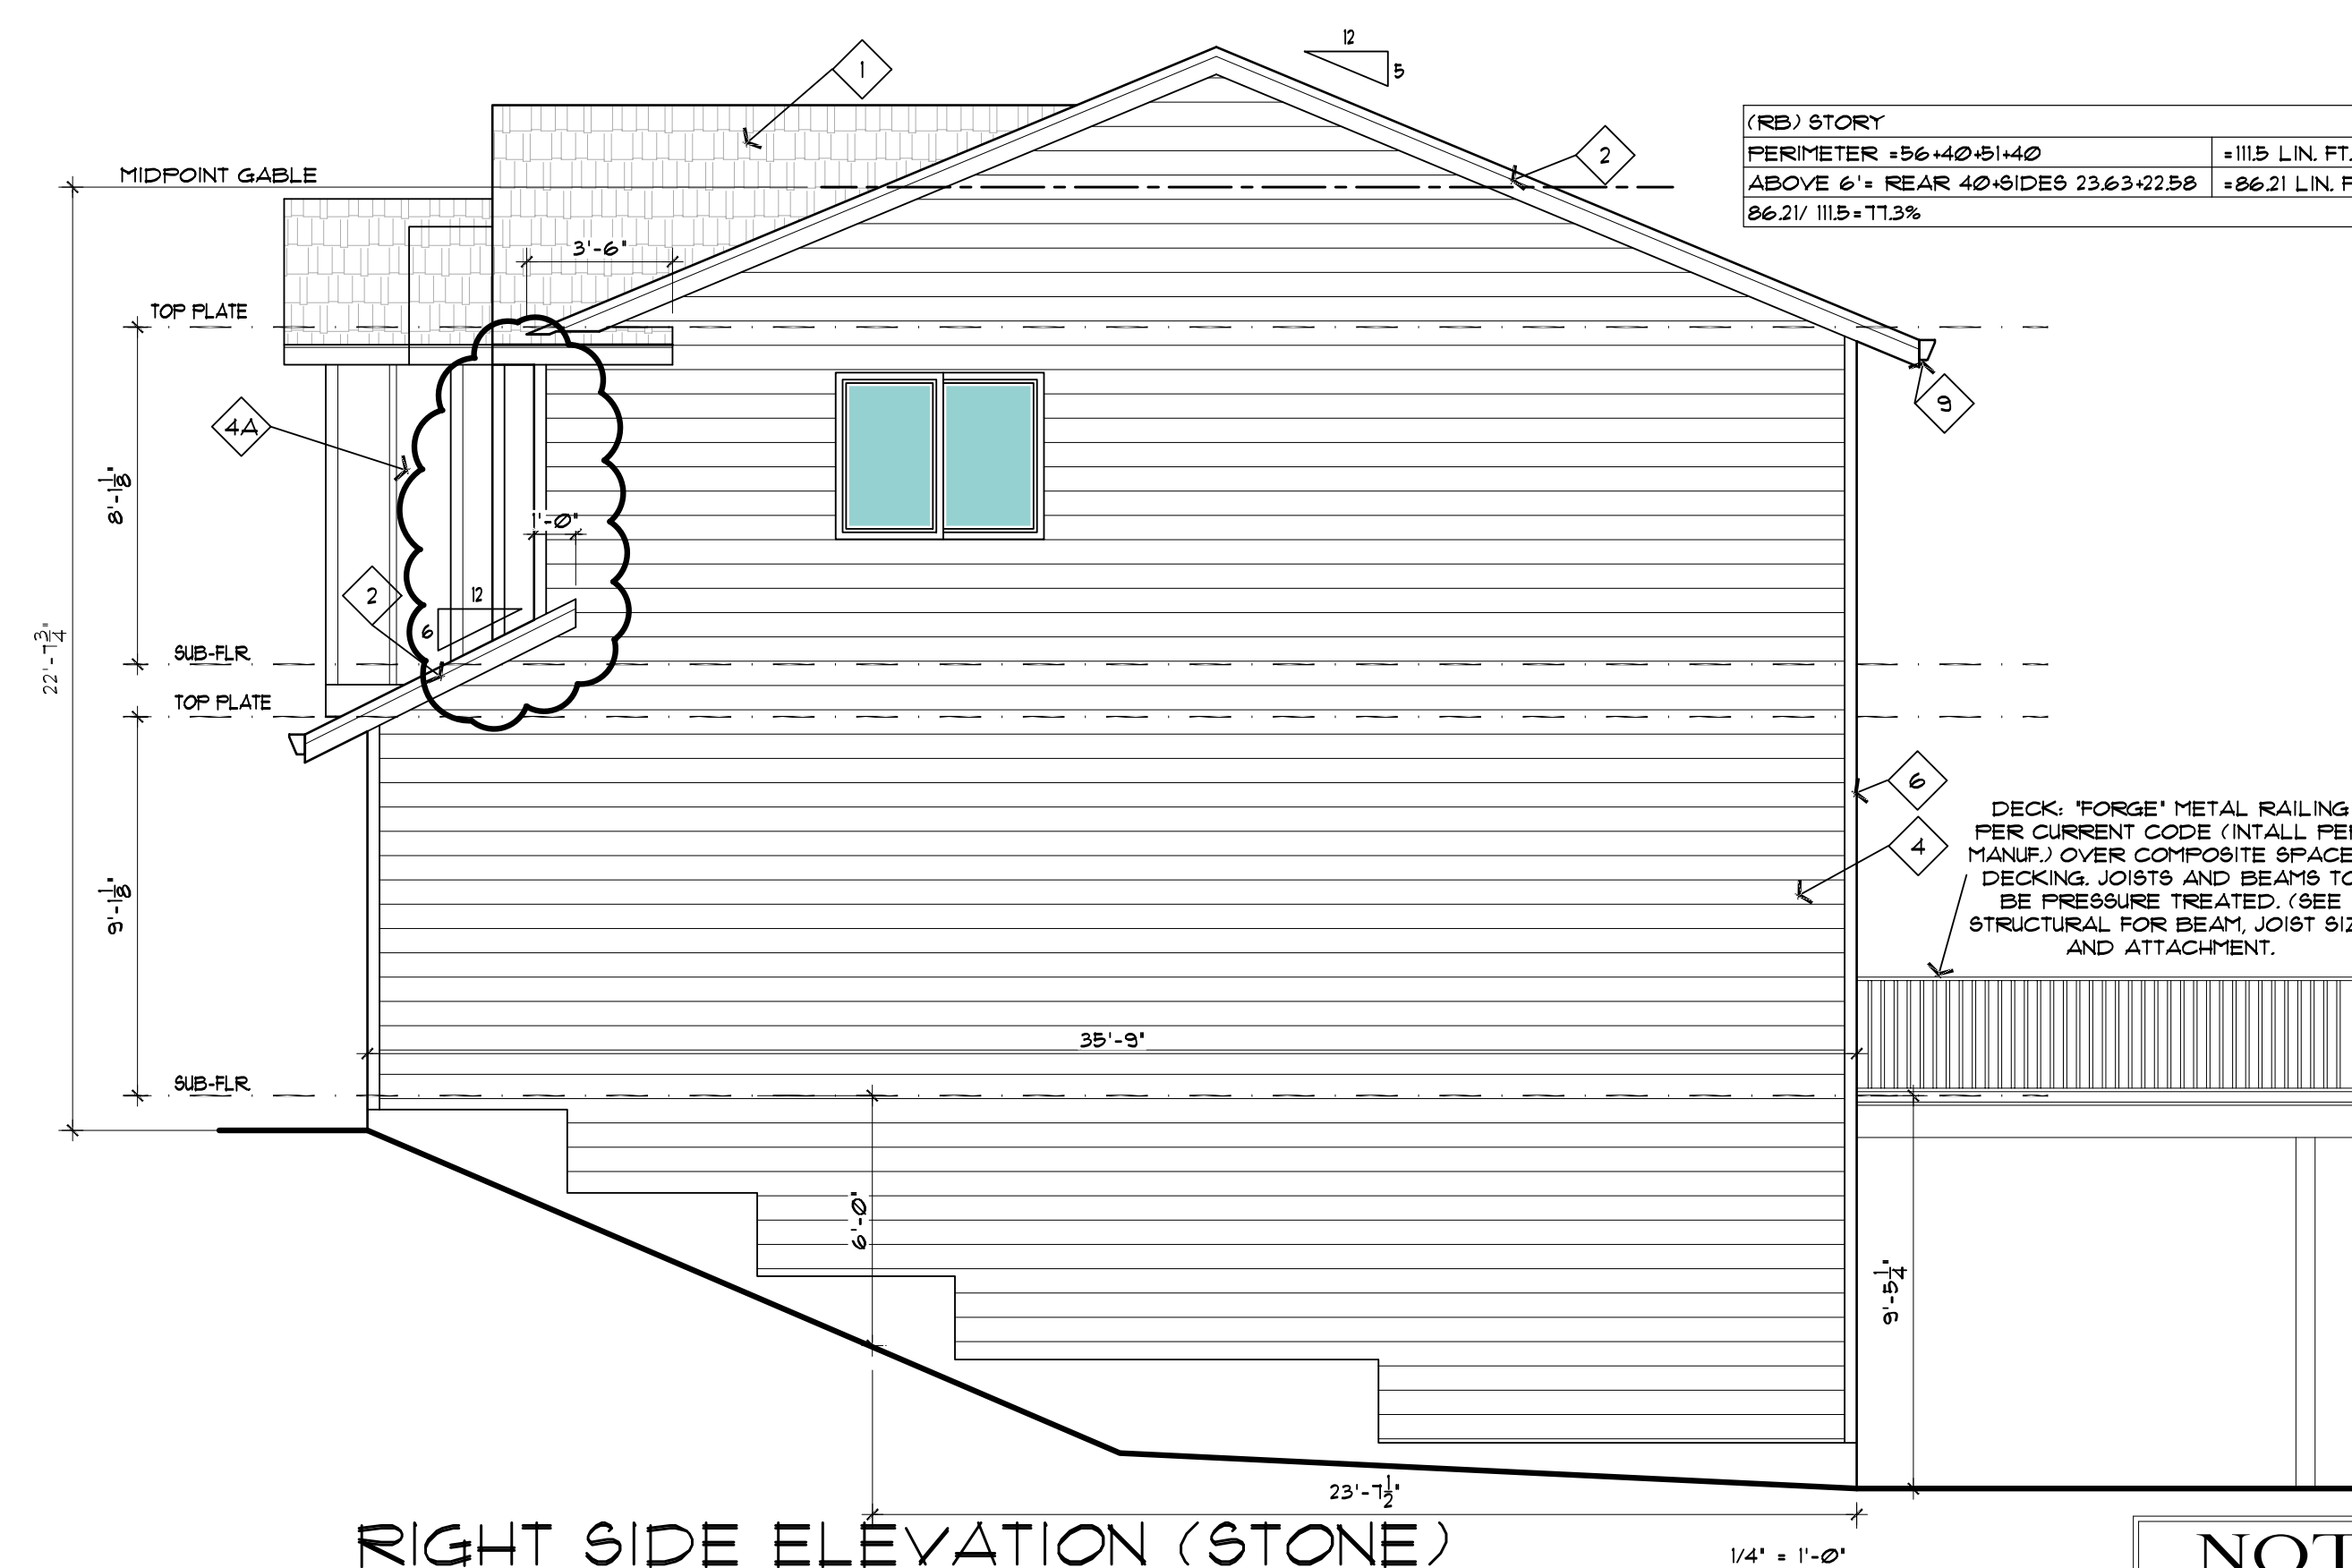 12
5
1
2
(RB) STORY
PERIMETER =56+40+51+40 =111.5 LIN. FT.
ABOVE 6'= REAR 40+SIDES 23.63+22.58 =86.21 LIN. F
86.21/ 111.5=77.3%
MIDPOINT GABLE
3'-6"
TOP PLATE
9
4A
8'-1 1/8"
1'-0"
2
12
6
22'-7 3/4"
SUB-FLR.
TOP PLATE
6
4
DECK: "FORGE" METAL RAILING
PER CURRENT CODE (INTALL PER
MANUF.) OVER COMPOSITE SPACE
DECKING. JOISTS AND BEAMS TO
BE PRESSURE TREATED. (SEE
STRUCTURAL FOR BEAM, JOIST SIZ
AND ATTACHMENT.
9'-1 1/8"
35'-9"
SUB-FLR.
6'-0"
9'-5 1/4"
23'-7 1/2"
RIGHT SIDE ELEVATION (STONE)
1/4" = 1'-0"
NOT